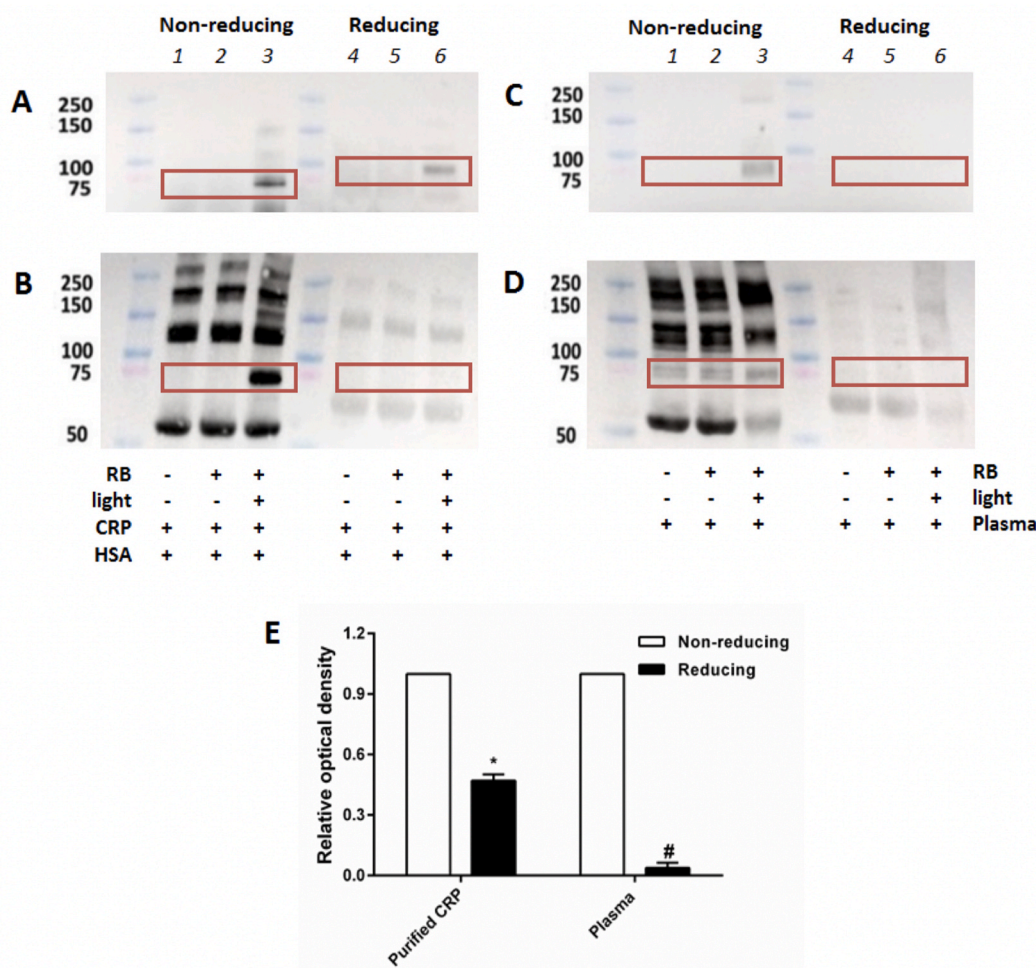 Non-reducing Reducing
1 2 3 4 5 6
A
250
150
100
75
B
250
150
100
75
50
RB - + + - + +
light - - + - - +
CRP + + + + + +
HSA + + + + + +
Non-reducing Reducing
1 2 3 4 5 6
C
250
150
100
75
D
250
150
100
75
50
- + + - + + RB
- - + - - + light
+ + + + + + Plasma
E
Relative optical density
1.2
0.9
0.6
0.3
0.0
Non-reducing
Reducing
*
#
Purified CRP
Plasma